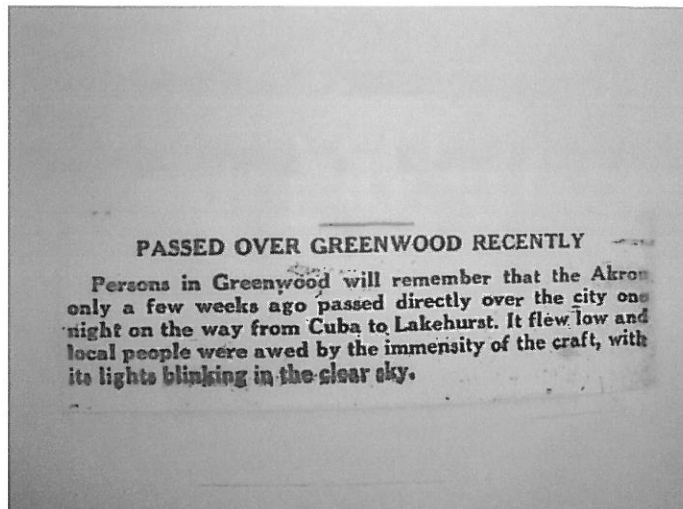 PASSED OVER GREENWOOD RECENTLY
Persons in Greenwood will remember that the Akron
only a few weeks ago passed directly over the city one
night on the way from Cuba to Lakehurst. It flew low and
local people were awed by the immensity of the craft, with
its lights blinking in the clear sky.